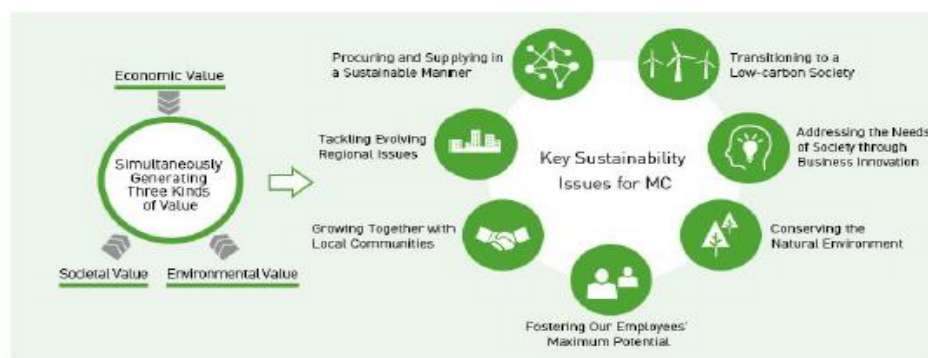 Economic Value
Simultaneously
Generating
Three Kinds
of Value
Societal Value
Environmental Value
Key Sustainability
Issues for MC
Procuring and Supplying in
a Sustainable Manner
Transitioning to a
Low-carbon Society
Tackling Evolving
Regional Issues
Addressing the Needs
of Society through
Business Innovation
Growing Together with
Local Communities
Conserving the
Natural Environment
Fostering Our Employees'
Maximum Potential